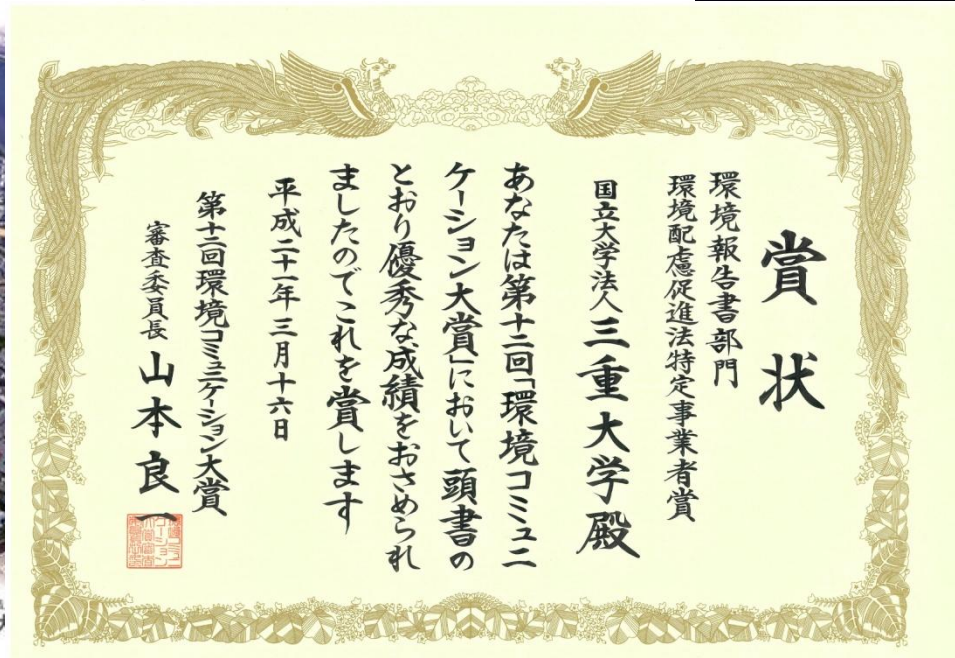 賞状
環境報告書部門
環境配慮促進法特定事業者賞
国立大学法人三重大学殿
あなたは第十二回「環境コミュニ
ケーション大賞」において頭書の
とおり優秀な成績をおさめられ
ましたのでこれを賞します
平成二十一年三月十六日
第十二回環境コミュニケーション大賞
審査委員長 山本良一